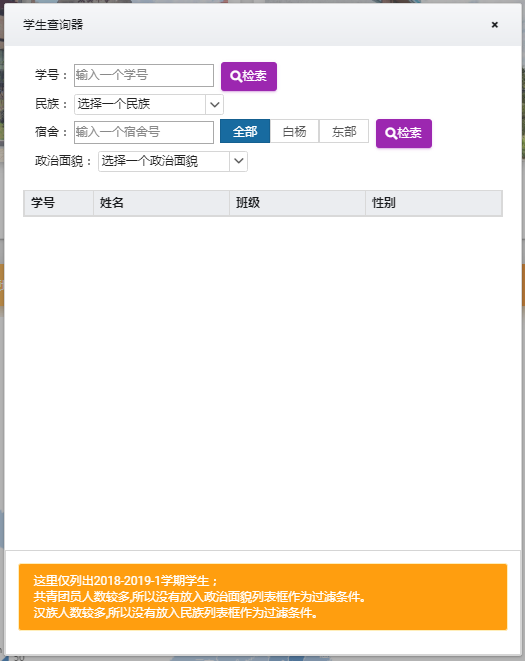 学生查询器 ×
学号： 输入一个学号 检索
民族： 选择一个民族
宿舍： 输入一个宿舍号 全部 白杨 东部 检索
政治面貌： 选择一个政治面貌
学号 姓名 班级 性别
这里仅列出2018-2019-1学期学生；
共青团员人数较多,所以没有放入政治面貌列表框作为过滤条件。
汉族人数较多,所以没有放入民族列表框作为过滤条件。